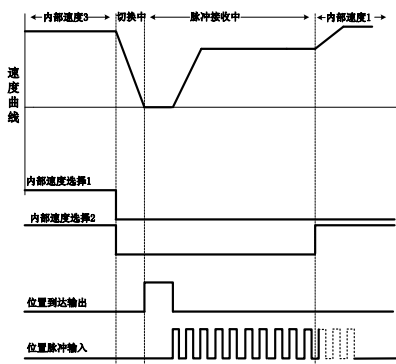 内部速度3
切换中
脉冲接收中
内部速度1
速度曲线
内部速度选择1
内部速度选择2
位置到达输出
位置脉冲输入